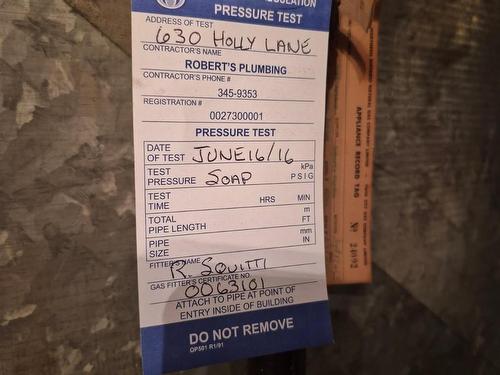 PRESSURE TEST
ADDRESS OF TEST
630 HOLLY LANE
CONTRACTOR'S NAME
ROBERT'S PLUMBING
CONTRACTOR'S PHONE #
345-9353
REGISTRATION #
0027300001
PRESSURE TEST
DATE OF TEST JUNE 16/16
TEST PRESSURE SOAP kPa PSIG
TEST TIME HRS MIN
TOTAL PIPE LENGTH m FT
PIPE SIZE mm IN
FITTER'S NAME
R. SQUITTI
GAS FITTER'S CERTIFICATE NO.
0063101
ATTACH TO PIPE AT POINT OF
ENTRY INSIDE OF BUILDING
DO NOT REMOVE
OP501 R1/91
APPLIANCE RECORD TAG